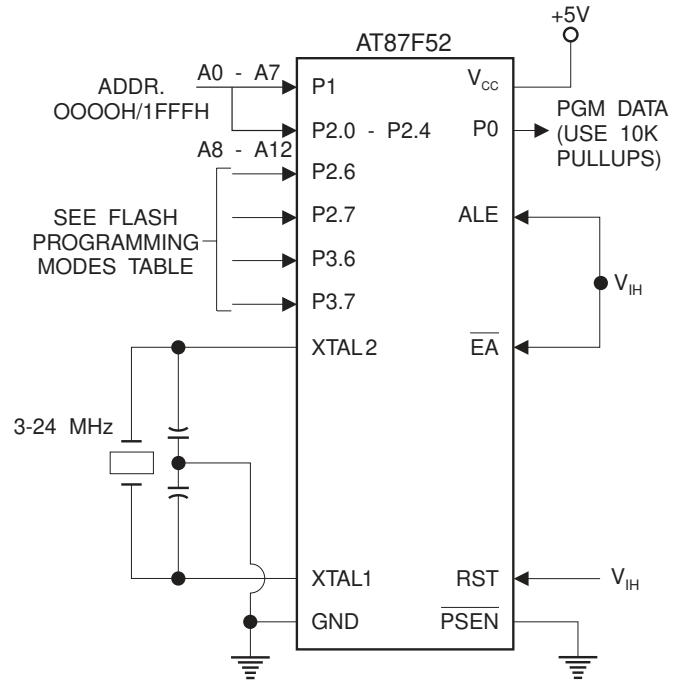 +5V
AT87F52
A0 - A7
ADDR.
OOOOH/1FFFH
P1
VCC
P2.0 - P2.4
P0
PGM DATA
(USE 10K
PULLUPS)
A8 - A12
P2.6
SEE FLASH
PROGRAMMING
MODES TABLE
P2.7
ALE
P3.6
VIH
P3.7
XTAL2
EA
3-24 MHz
XTAL1
RST
VIH
GND
PSEN